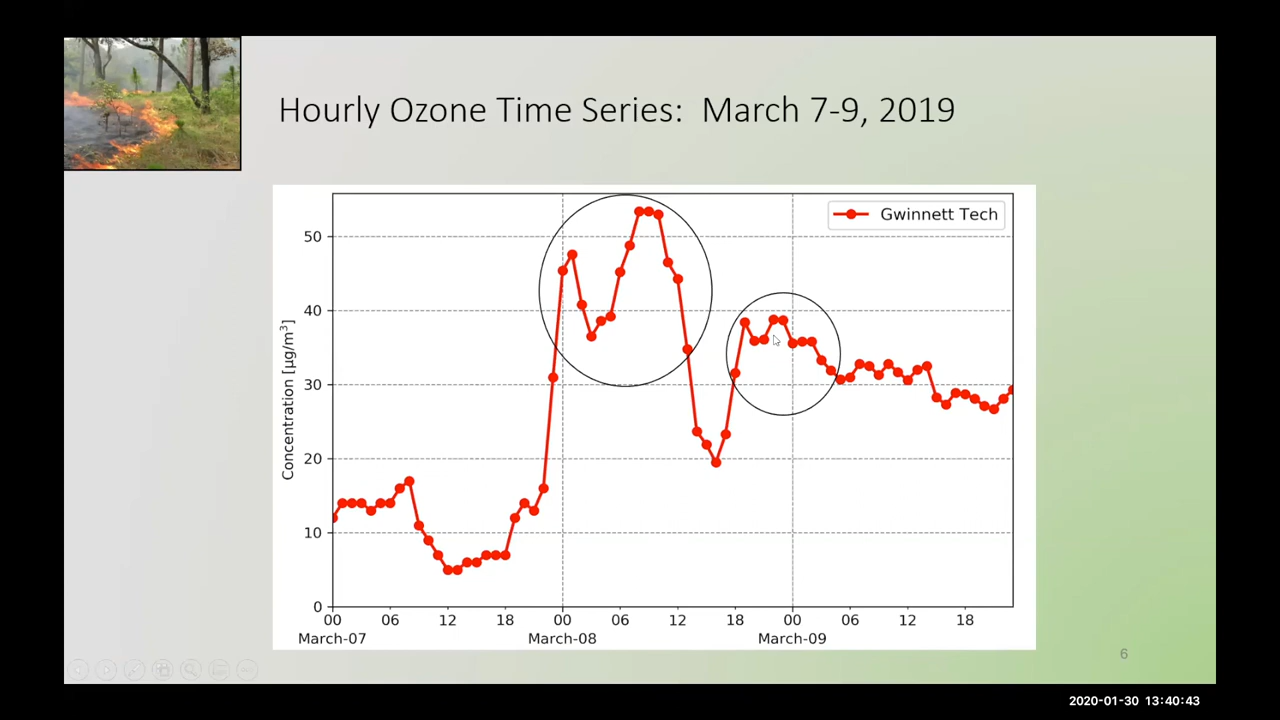 Hourly Ozone Time Series: March 7-9, 2019
Gwinnett Tech
Concentration [µg/m³]
50
40
30
20
10
0
00 06 12 18 00 06 12 18 00 06 12 18
March-07 March-08 March-09
6
2020-01-30 13:40:43